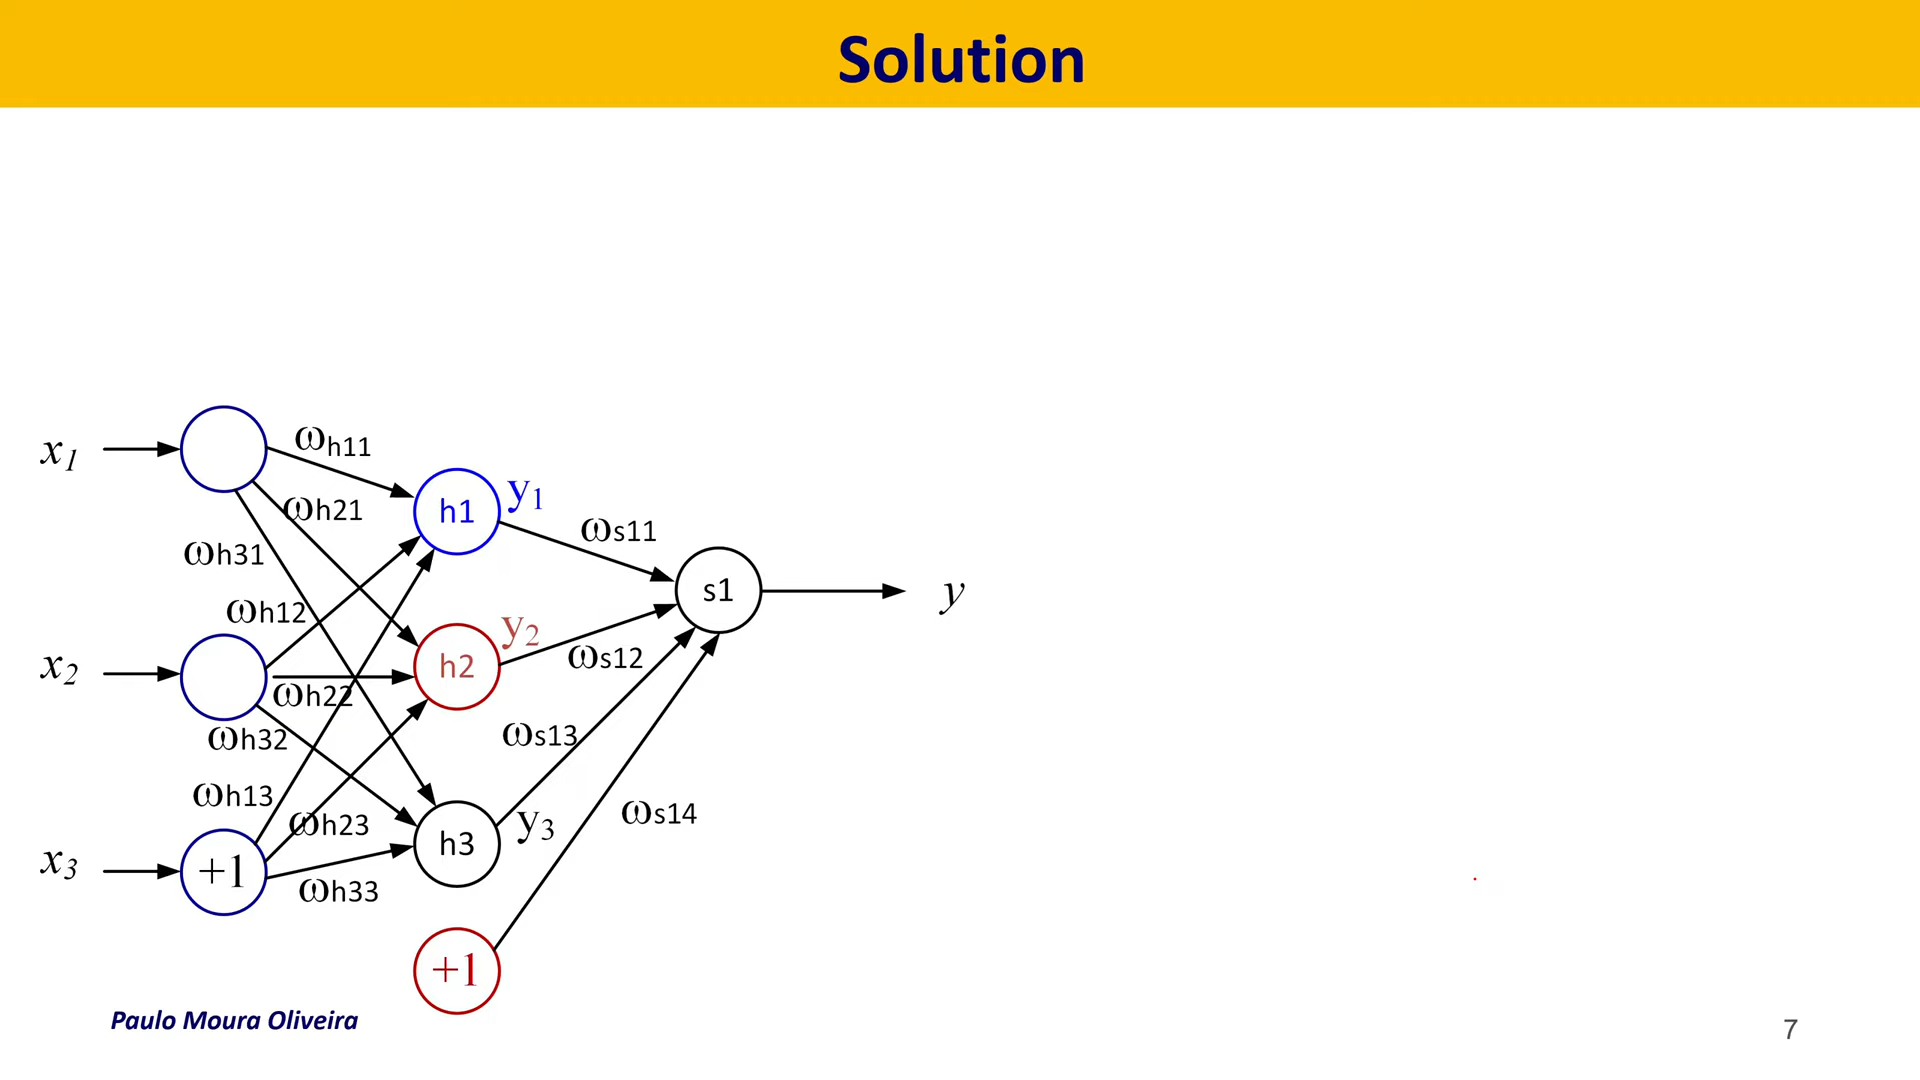 Solution
x1
ωh11
h1
y1
ωh21
ωs11
ωh31
s1
y
ωh12
y2
h2
ωs12
x2
ωh22
ωh32
ωs13
ωh13
ωh23
y3
ωs14
h3
x3
+1
ωh33
+1
Paulo Moura Oliveira
7